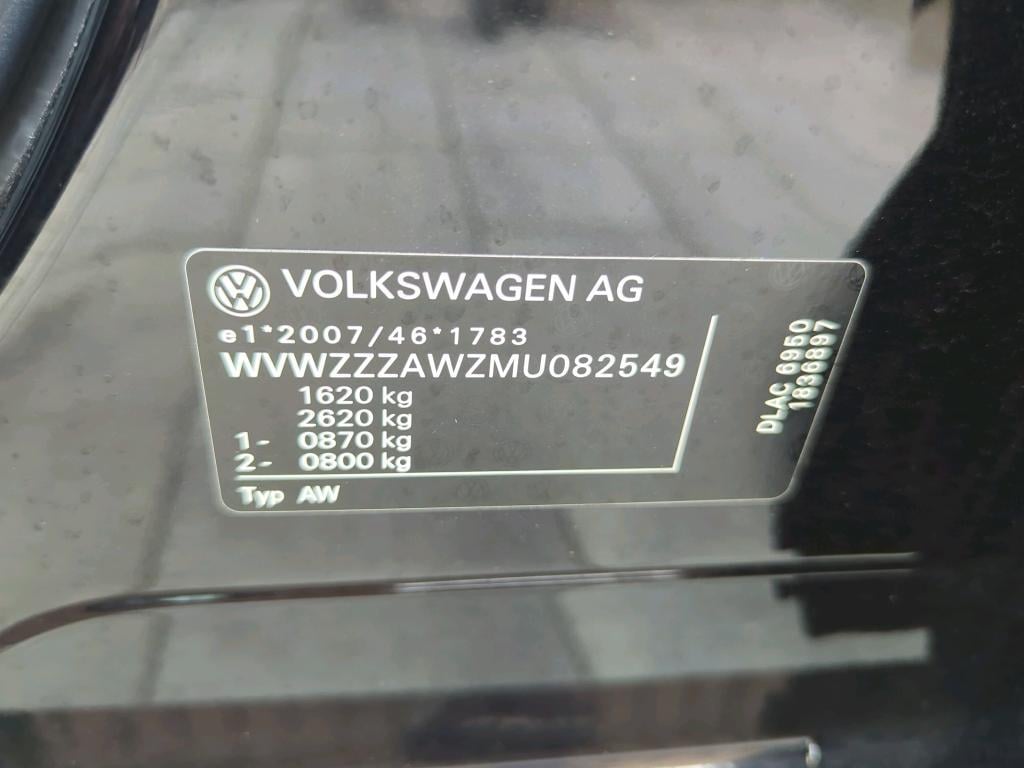 VOLKSWAGEN AG
e1*2007/46*1783
WVWZZZAWZMU082549
1620 kg
2620 kg
1- 0870 kg
2- 0800 kg
Typ AW
DLAC 6950
1836897